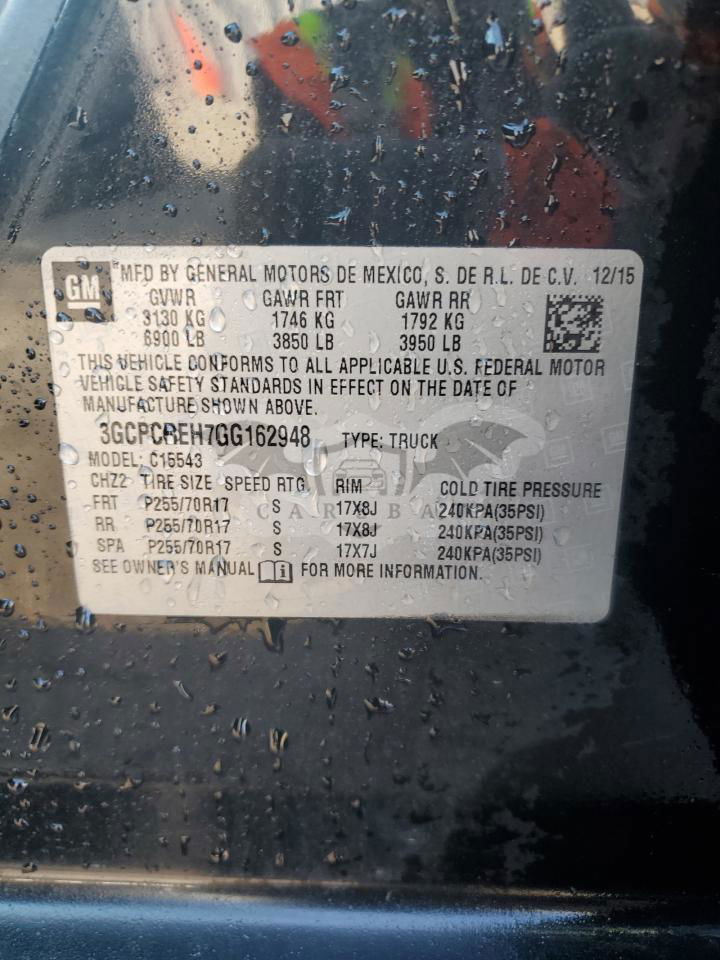 GM MFD BY GENERAL MOTORS DE MEXICO, S. DE R.L. DE C.V. 12/15
GVWR GAWR FRT GAWR RR
3130 KG 1746 KG 1792 KG
6900 LB 3850 LB 3950 LB
THIS VEHICLE CONFORMS TO ALL APPLICABLE U.S. FEDERAL MOTOR
VEHICLE SAFETY STANDARDS IN EFFECT ON THE DATE OF
MANUFACTURE SHOWN ABOVE.
3GCPCREH7GG162948 TYPE: TRUCK
MODEL: C15543
CHZ2 TIRE SIZE SPEED RTG RIM COLD TIRE PRESSURE
FRT P255/70R17 S 17X8J 240KPA(35PSI)
RR P255/70R17 S 17X8J 240KPA(35PSI)
SPA P255/70R17 S 17X7J 240KPA(35PSI)
SEE OWNER'S MANUAL FOR MORE INFORMATION.